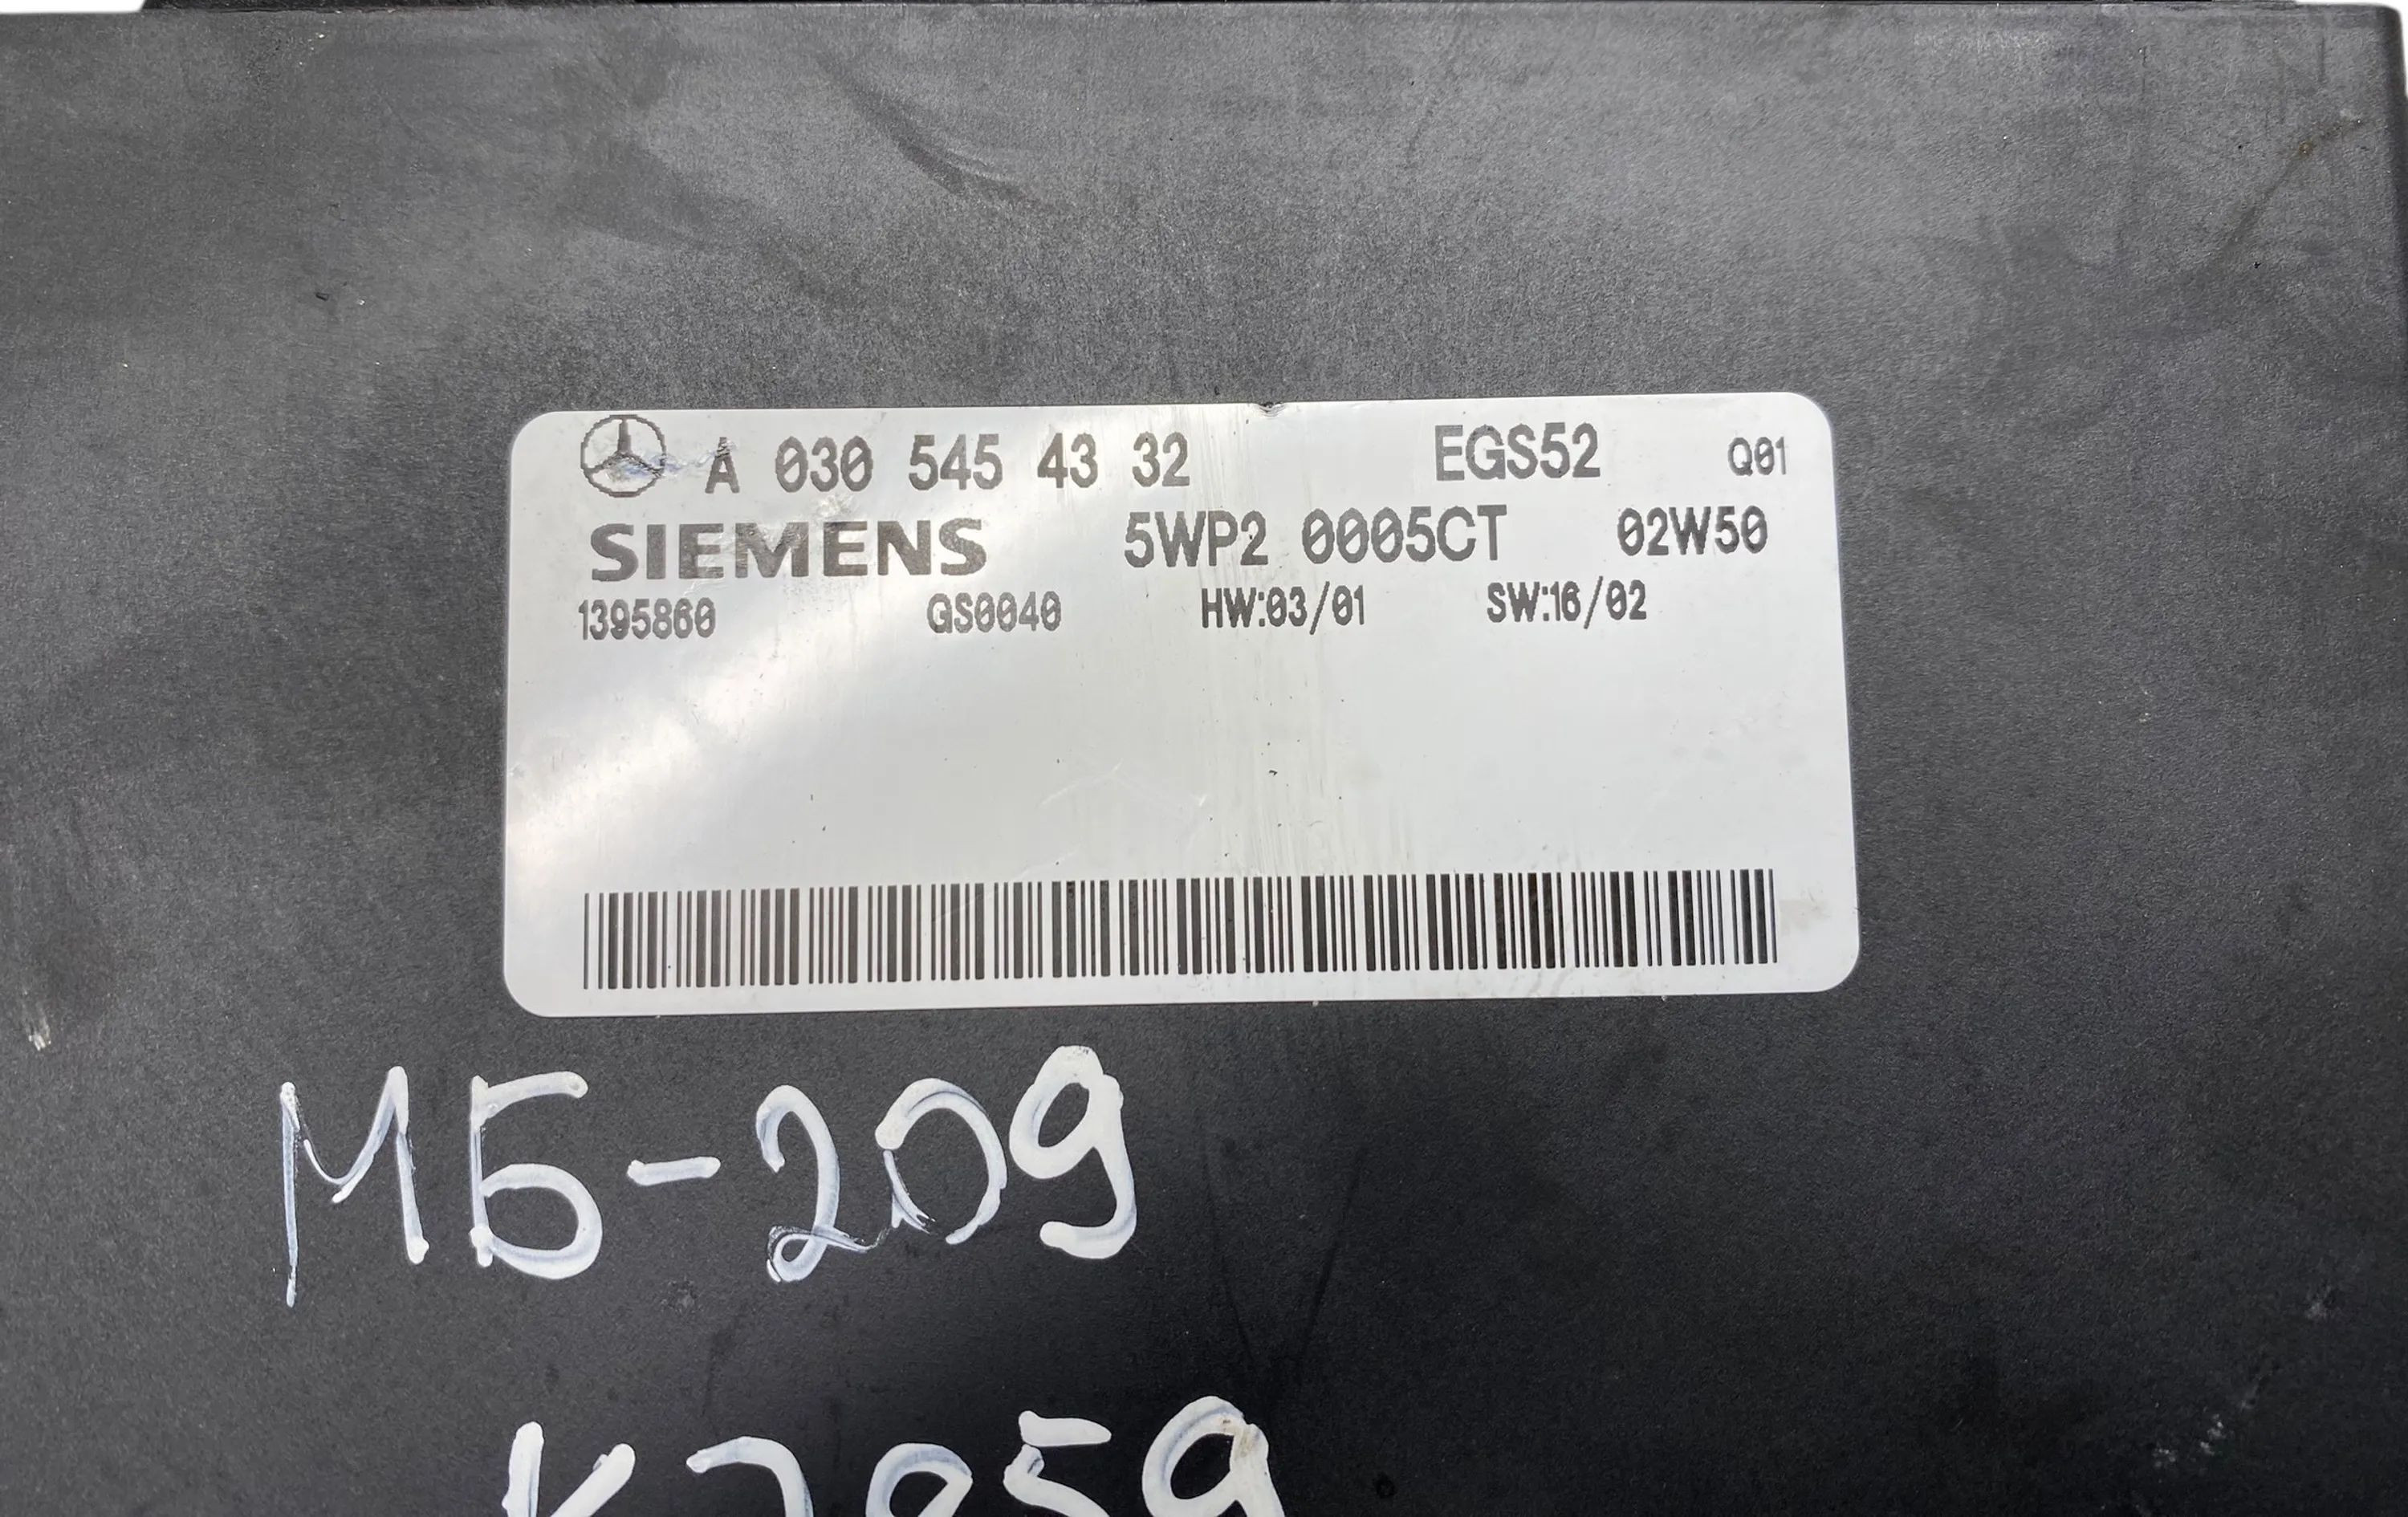 A 030 545 43 32 EGS52 Q01
SIEMENS 5WP2 0005CT 02W50
1395860 GS0040 HW:03/01 SW:16/02
МБ-209